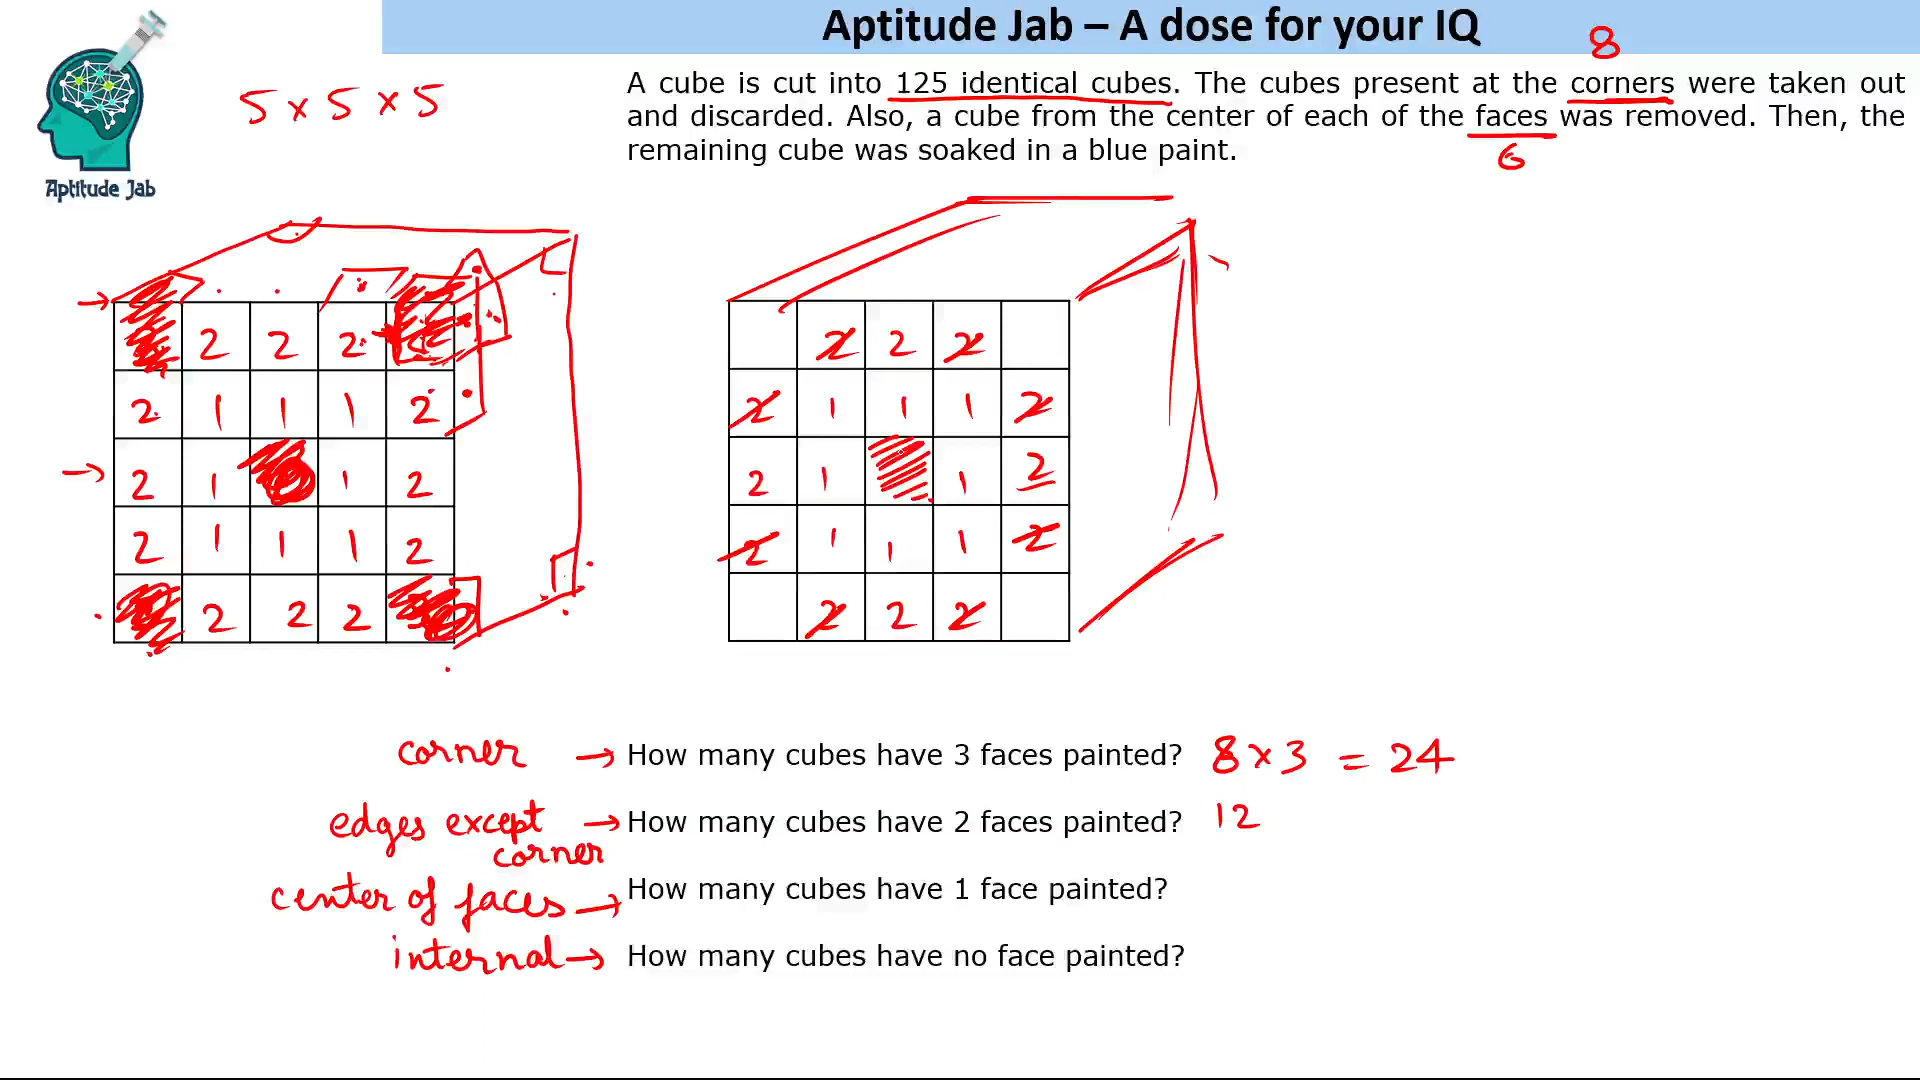 Aptitude Jab – A dose for your IQ
8
5 x 5 x 5
A cube is cut into 125 identical cubes. The cubes present at the corners were taken out
and discarded. Also, a cube from the center of each of the faces was removed. Then, the
remaining cube was soaked in a blue paint.
6
Aptitude Jab
2 2 2
2 1 1 1 2
2 1 1 2
2 1 1 1 2
2 2 2
2 2 2
2 1 1 1 2
2 1 1 2
2 1 1 1 2
2 2 2
corner → How many cubes have 3 faces painted? 8 x 3 = 24
edges except → How many cubes have 2 faces painted? 12
corner
center of faces → How many cubes have 1 face painted?
internal → How many cubes have no face painted?